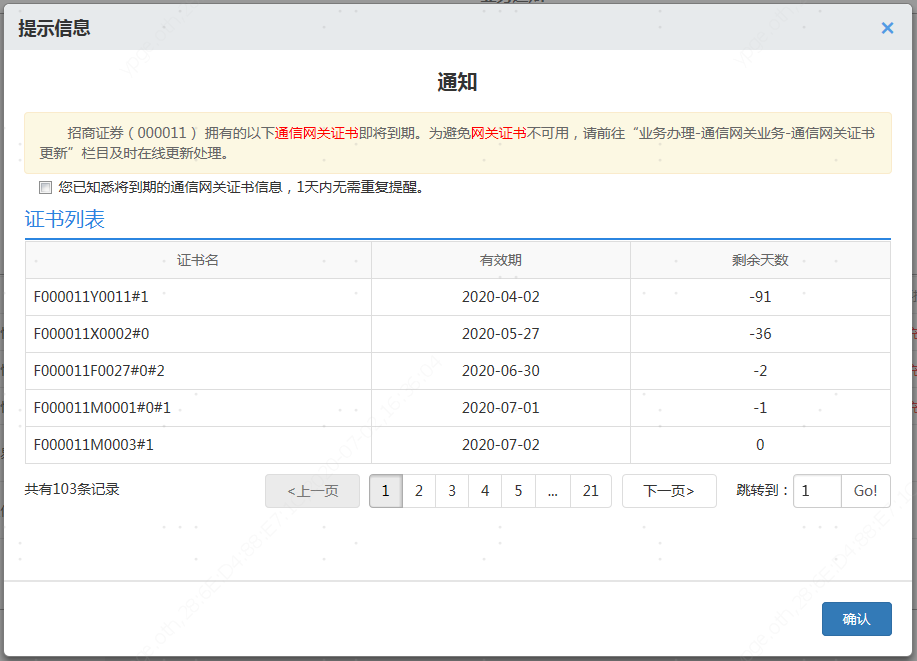 提示信息
×
通知
招商证券（000011 ）拥有的以下通信网关证书即将到期。为避免网关证书不可用，请前往“业务办理-通信网关业务-通信网关证书
更新”栏目及时在线更新处理。
您已知悉将到期的通信网关证书信息，1天内无需重复提醒。
证书列表
证书名 有效期 剩余天数
F000011Y0011#1 2020-04-02 -91
F000011X0002#0 2020-05-27 -36
F000011F0027#0#2 2020-06-30 -2
F000011M0001#0#1 2020-07-01 -1
F000011M0003#1 2020-07-02 0
共有103条记录 <上一页 1 2 3 4 5 ... 21 下一页> 跳转到： 1 Go!
确认